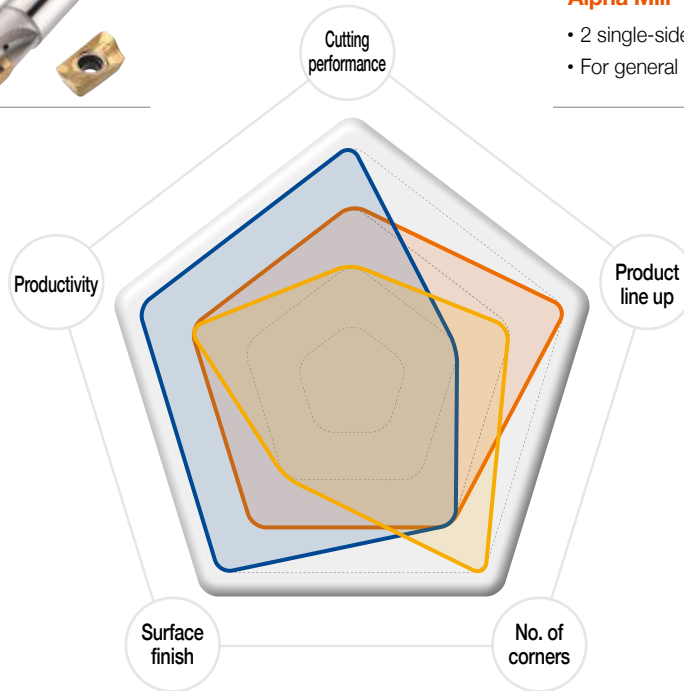 Alpha Mill
• 2 single-side
• For general
Cutting
performance
Productivity
Product
line up
Surface
finish
No. of
corners